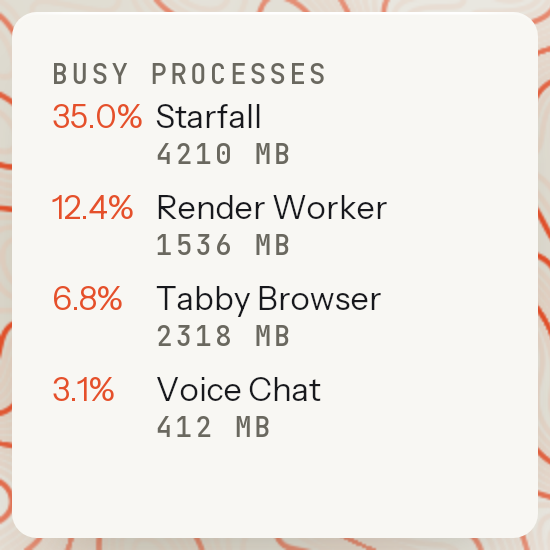 BUSY PROCESSES
35.0% Starfall
4210 MB
12.4% Render Worker
1536 MB
6.8% Tabby Browser
2318 MB
3.1% Voice Chat
412 MB